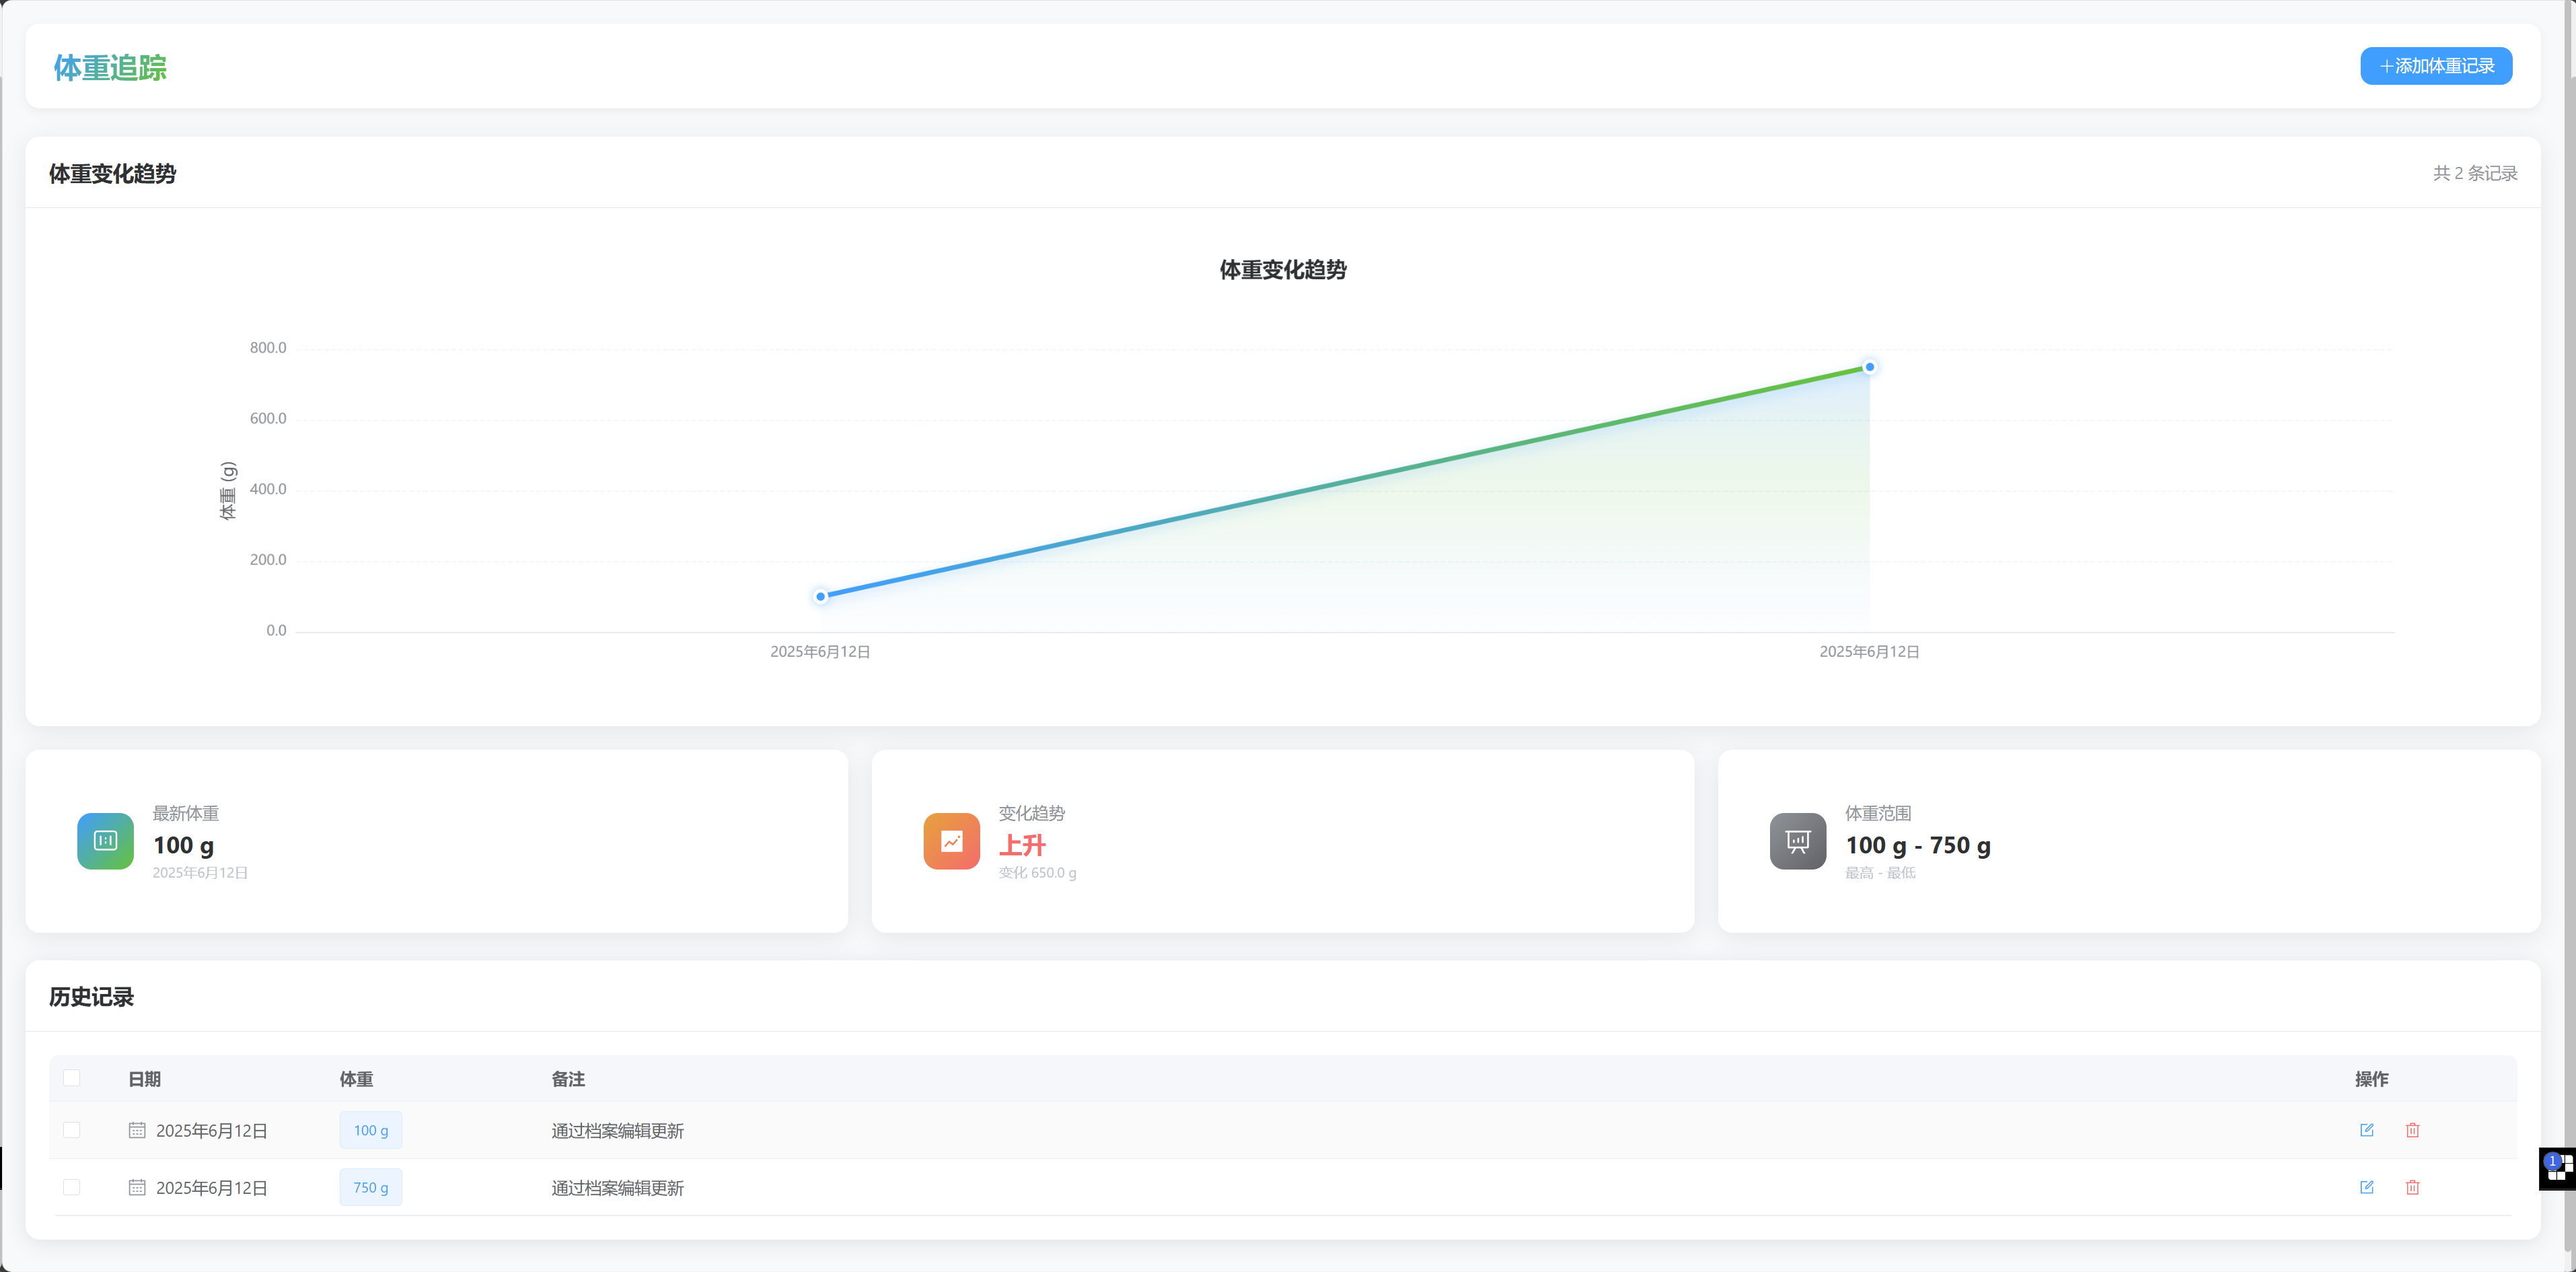 体重追踪
+添加体重记录
体重变化趋势
共 2 条记录
体重变化趋势
体重 (g)
800.0
600.0
400.0
200.0
0.0
2025年6月12日
2025年6月12日
最新体重
100 g
2025年6月12日
变化趋势
上升
变化 650.0 g
体重范围
100 g - 750 g
最高 - 最低
历史记录
日期 体重 备注 操作
2025年6月12日 100 g 通过档案编辑更新
2025年6月12日 750 g 通过档案编辑更新
1